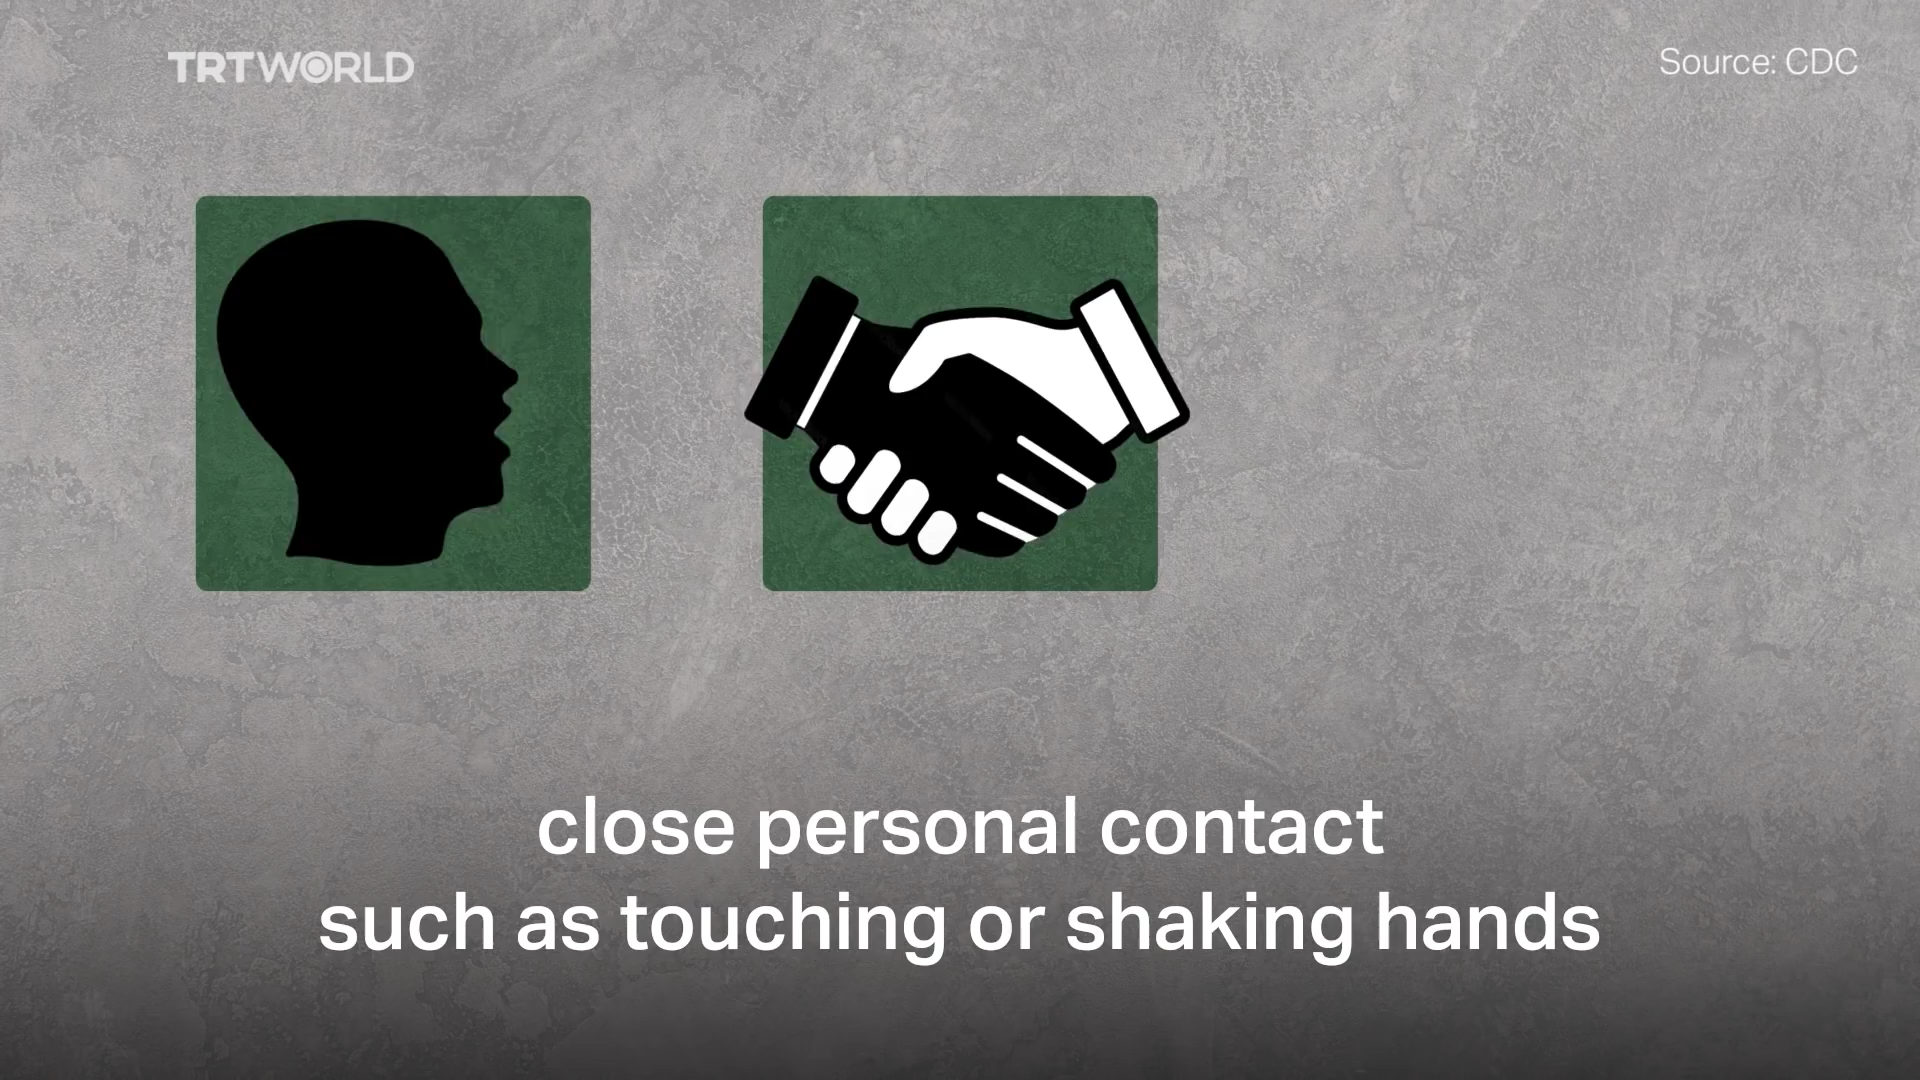 TRTWORLD
Source: CDC
close personal contact
such as touching or shaking hands